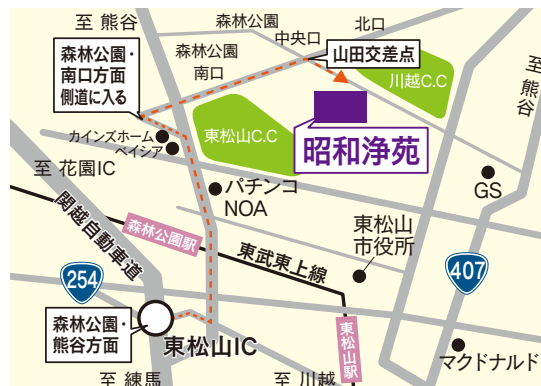 至 熊谷
森林公園
北口
中央口
森林公園・
南口方面
側道に入る
森林公園
南口
山田交差点
川越C.C
至
熊谷
カインズホーム
ベイシア
東松山C.C
昭和浄苑
至 花園IC
パチンコ
NOA
GS
関越自動車道
森林公園駅
東武東上線
東松山
市役所
254
407
森林公園・
熊谷方面
東松山IC
東松山駅
マクドナルド
至 練馬
至 川越